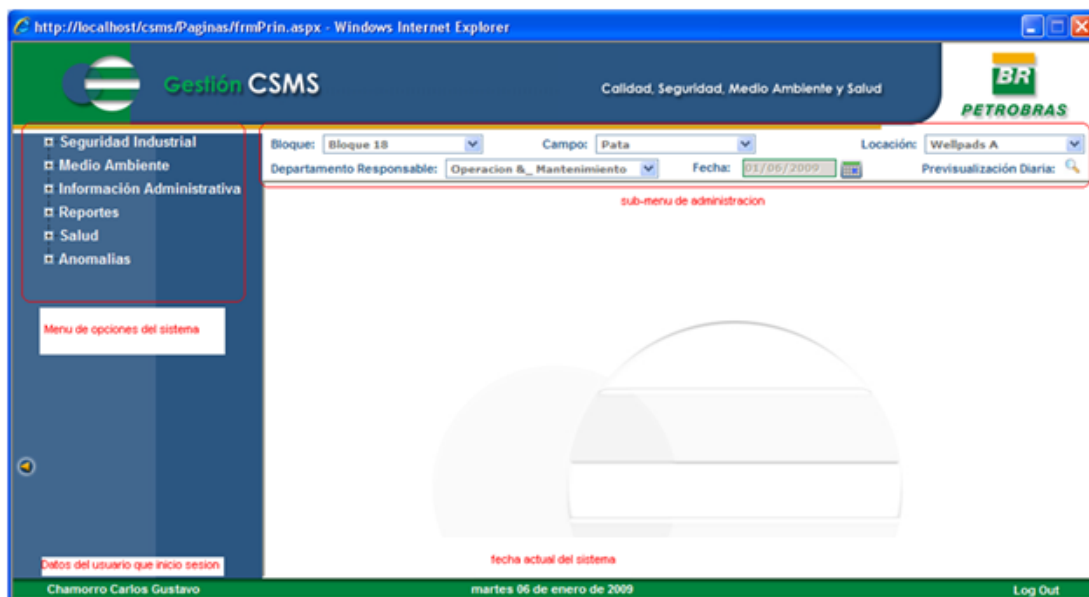 http://localhost/csms/Paginas/frmPrin.aspx - Windows Internet Explorer
Gestión CSMS
Calidad, Seguridad, Medio Ambiente y Salud
BR
PETROBRAS
Seguridad Industrial
Medio Ambiente
Información Administrativa
Reportes
Salud
Anomalias
Bloque: Bloque 18 Campo: Pata Locación: Wellpads A
Departamento Responsable: Operacion &_ Mantenimiento Fecha: 01/06/2009 Previsualización Diaria:
sub-menu de administracion
Menu de opciones del sistema
Datos del usuario que inicio sesion
fecha actual del sistema
Chamorro Carlos Gustavo martes 06 de enero de 2009 Log Out